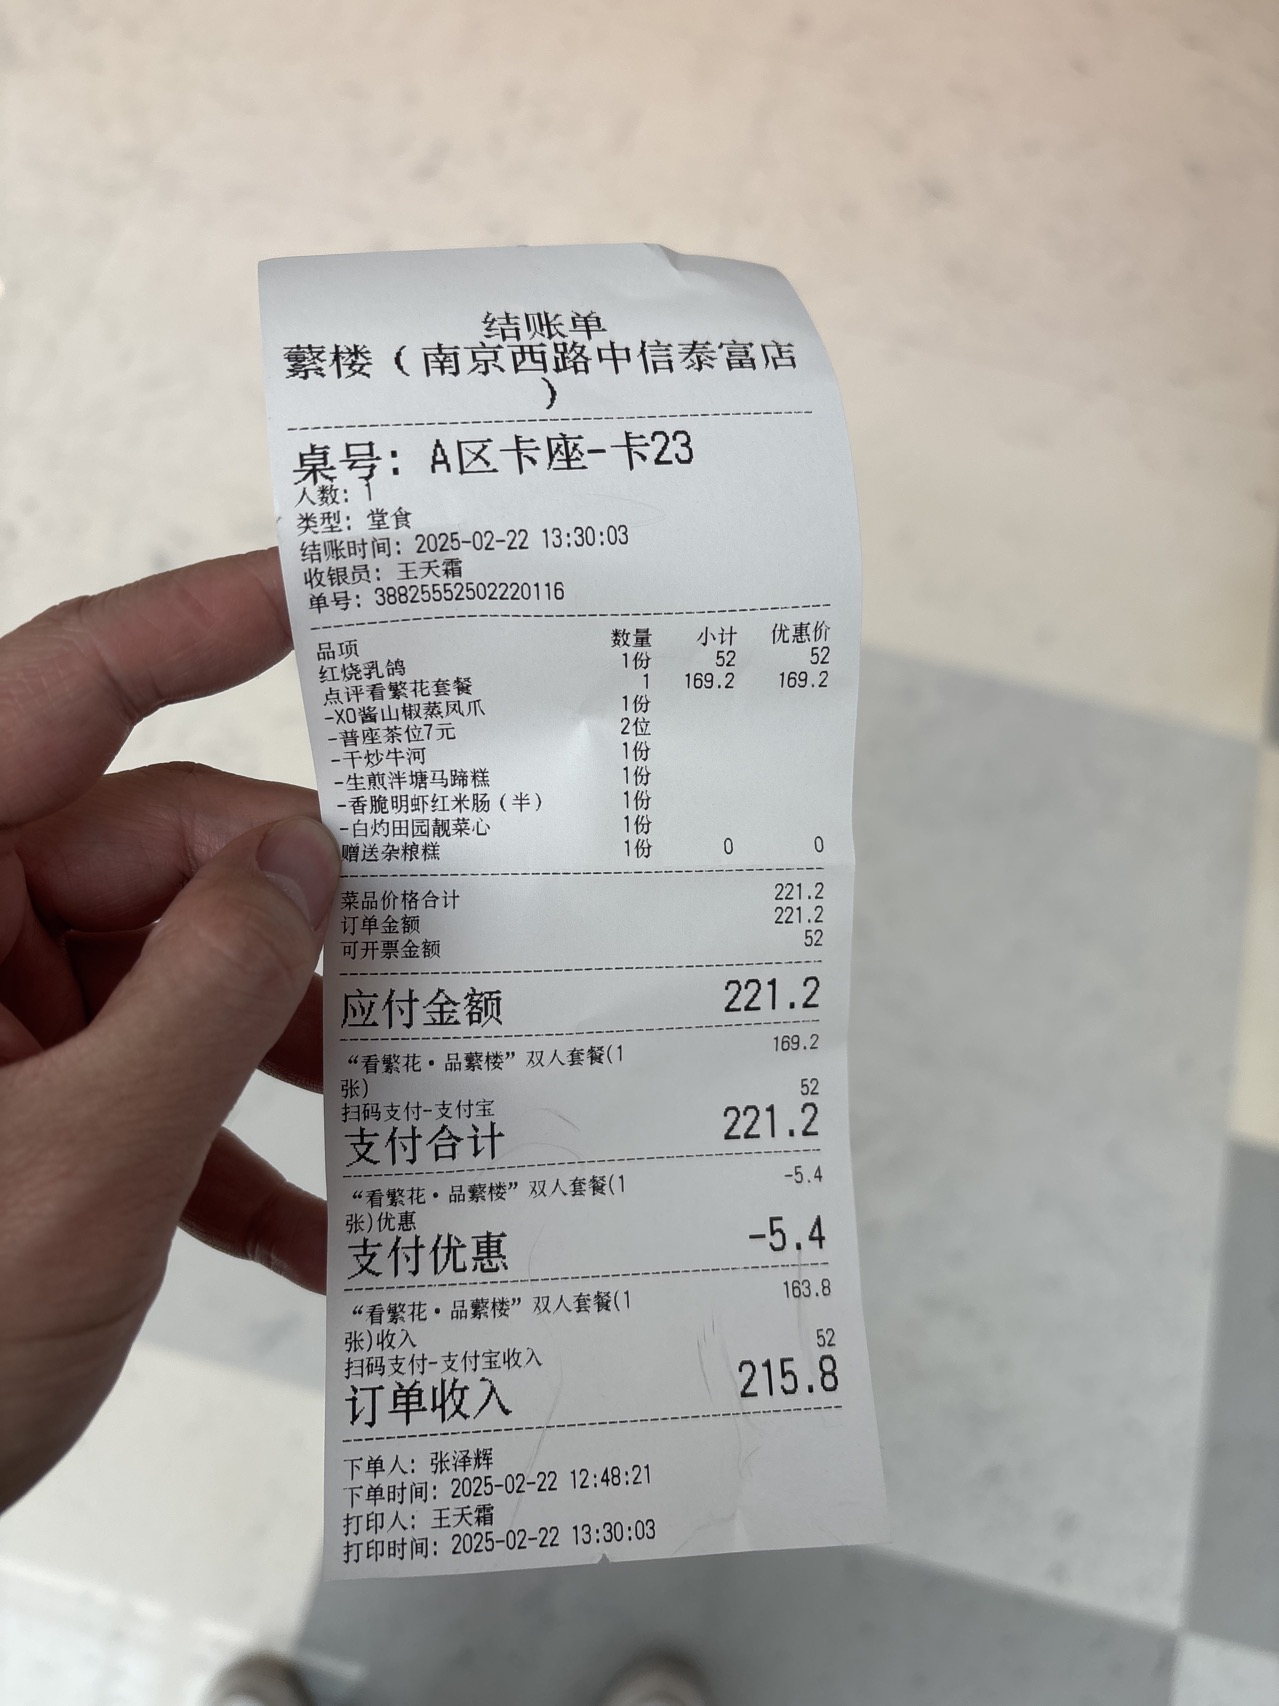 结账单
蘩楼（南京西路中信泰富店
）
桌号：A区卡座-卡23
人数：1
类型：堂食
结账时间：2025-02-22 13:30:03
收银员：王天霜
单号：38825552502220116
品项 数量 小计 优惠价
红烧乳鸽 1份 52 52
点评看繁花套餐 1 169.2 169.2
-XO酱山椒蒸凤爪 1份
-普座茶位7元 2位
-干炒牛河 1份
-生煎泮塘马蹄糕 1份
-香脆明虾红米肠（半） 1份
-白灼田园靓菜心 1份
赠送杂粮糕 1份 0 0
菜品价格合计 221.2
订单金额 221.2
可开票金额 52
应付金额 221.2
“看繁花·品蘩楼”双人套餐(1 169.2
张)
扫码支付-支付宝 52
支付合计 221.2
“看繁花·品蘩楼”双人套餐(1 -5.4
张)优惠
支付优惠 -5.4
“看繁花·品蘩楼”双人套餐(1 163.8
张)收入
扫码支付-支付宝收入 52
订单收入 215.8
下单人：张泽辉
下单时间：2025-02-22 12:48:21
打印人：王天霜
打印时间：2025-02-22 13:30:03